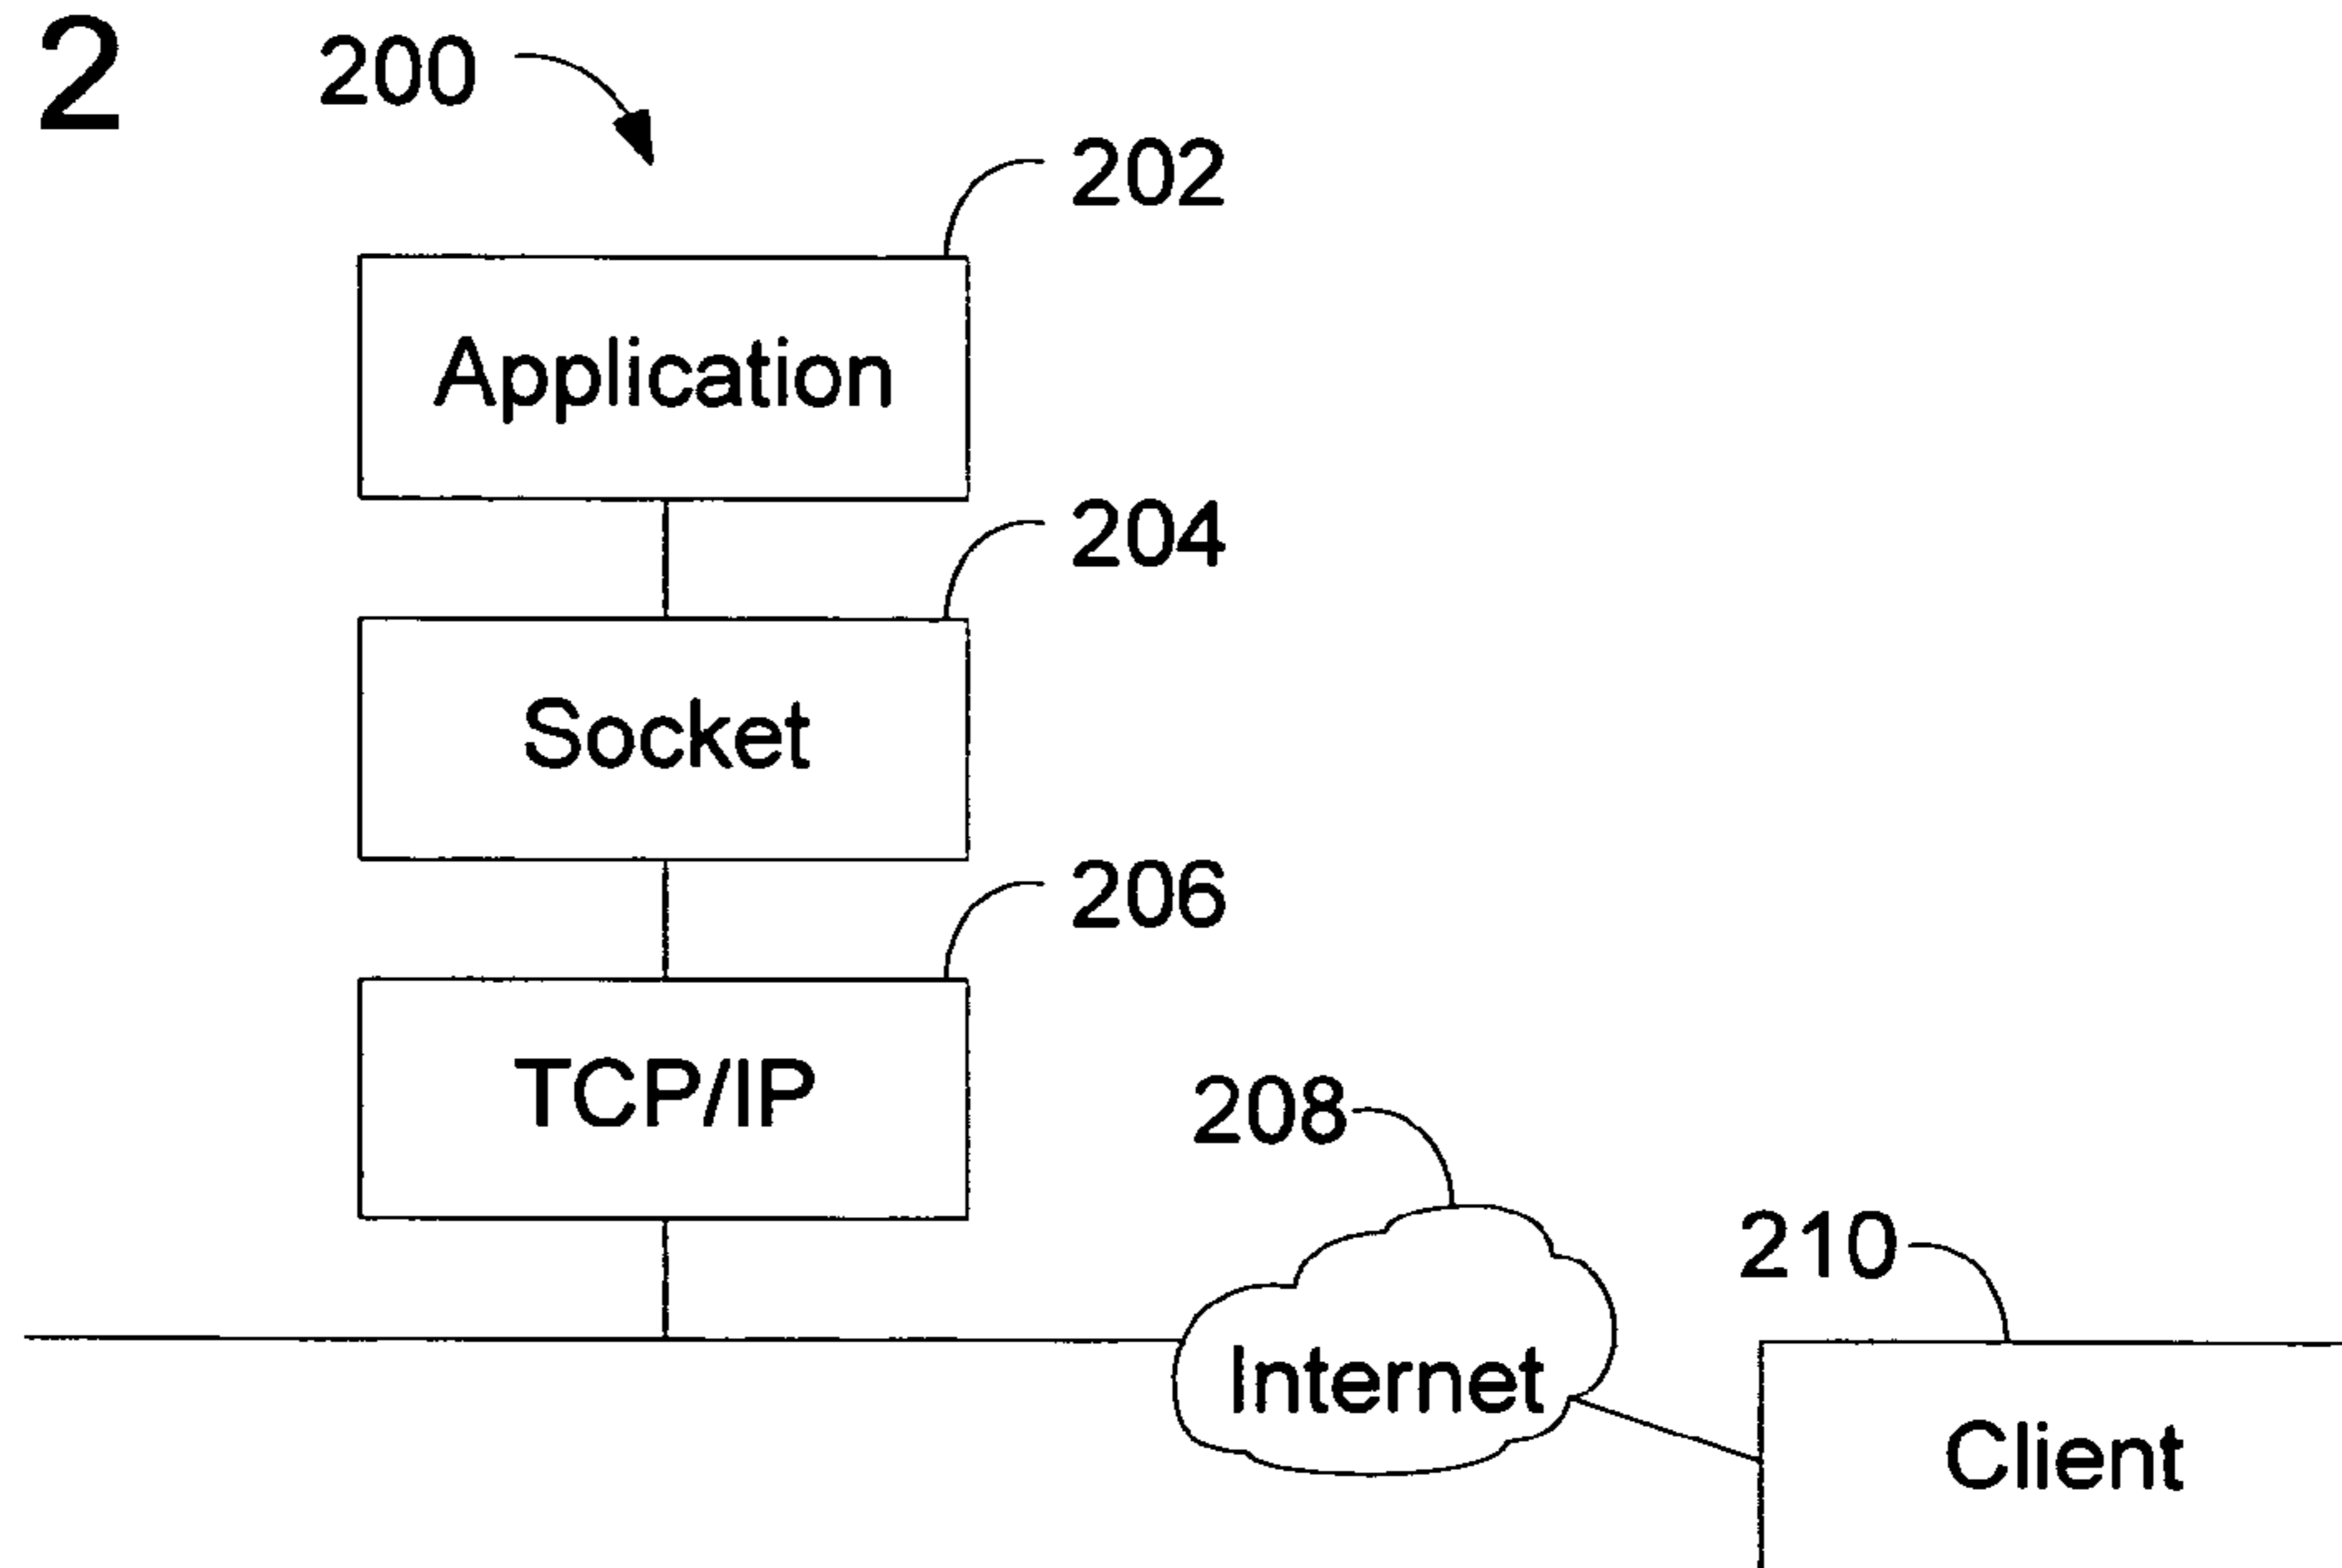 2
200
202
Application
204
Socket
206
TCP/IP
208
210
Internet
Client